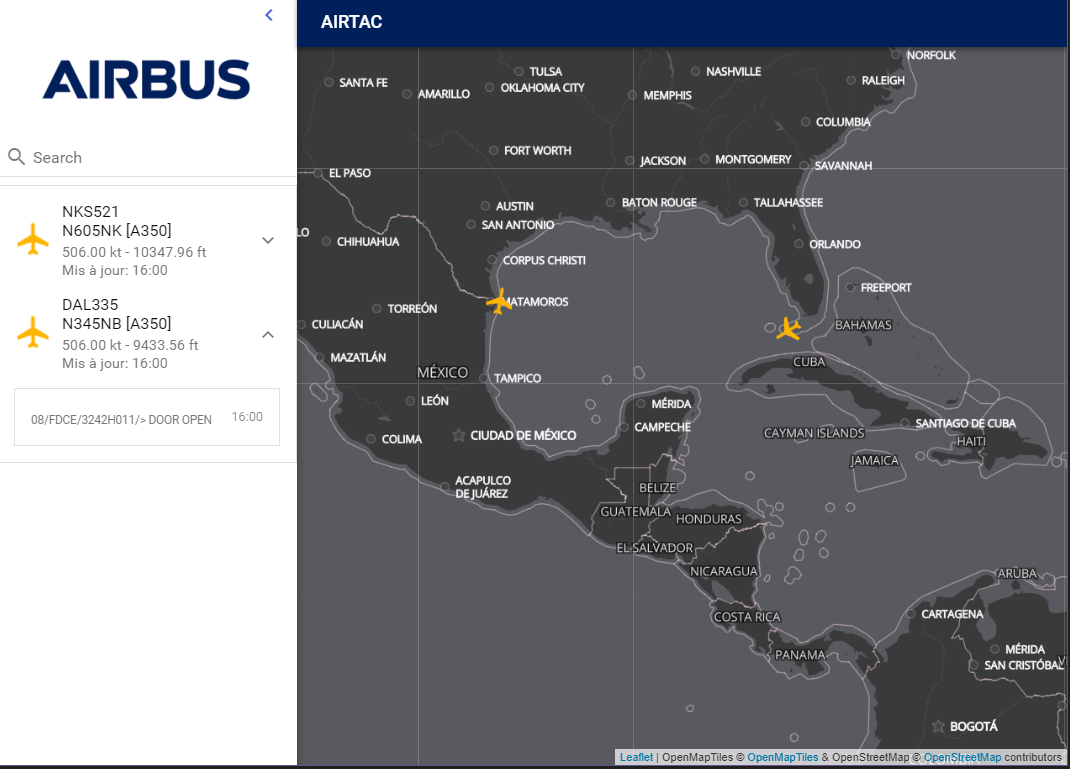 AIRBUS
Search
NKS521
N605NK [A350]
506.00 kt - 10347.96 ft
Mis à jour: 16:00
DAL335
N345NB [A350]
506.00 kt - 9433.56 ft
Mis à jour: 16:00
08/FDCE/3242H011/> DOOR OPEN 16:00
AIRTAC
NORFOLK
TULSA
NASHVILLE
SANTA FE
RALEIGH
OKLAHOMA CITY
AMARILLO
MEMPHIS
COLUMBIA
FORT WORTH
JACKSON
MONTGOMERY
SAVANNAH
EL PASO
AUSTIN
BATON ROUGE
TALLAHASSEE
SAN ANTONIO
LO
CHIHUAHUA
ORLANDO
CORPUS CHRISTI
FREEPORT
MATAMOROS
TORREÓN
CULIACÁN
BAHAMAS
MAZATLÁN
CUBA
MÉXICO
TAMPICO
LEÓN
MÉRIDA
CAMPECHE
SANTIAGO DE CUBA
CAYMAN ISLANDS
COLIMA
CIUDAD DE MÉXICO
HAITI
JAMAICA
ACAPULCO
DE JUÁREZ
BELIZE
GUATEMALA
HONDURAS
EL SALVADOR
NICARAGUA
ARUBA
COSTA RICA
CARTAGENA
PANAMA
MÉRIDA
SAN CRISTÓBAL
BOGOTÁ
Leaflet | OpenMapTiles © OpenMapTiles & OpenStreetMap © OpenStreetMap contributors